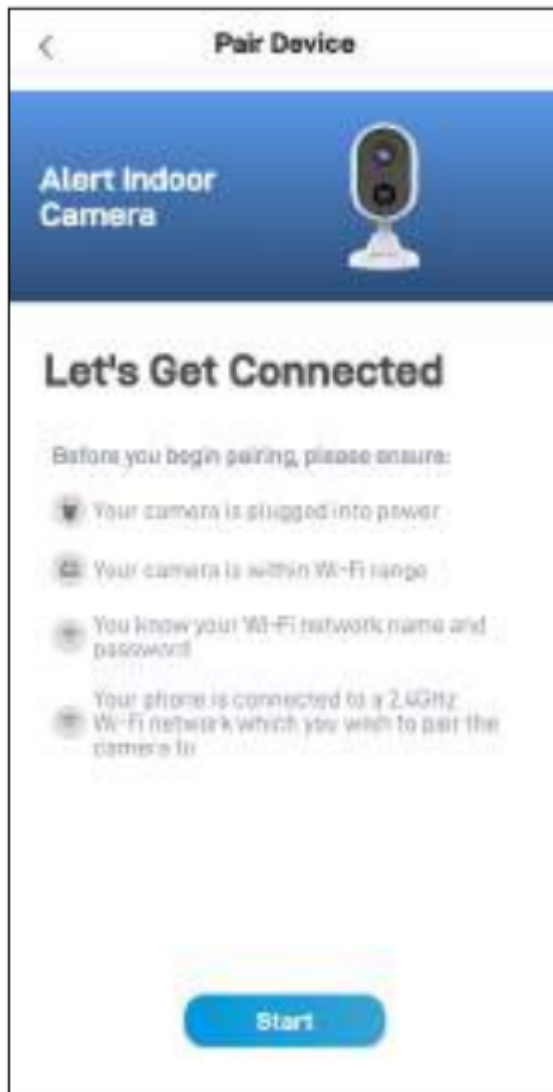 Pair Device
Alert Indoor
Camera
Let's Get Connected
Before you begin pairing, please ensure:
Your camera is plugged into power
Your camera is within Wi-Fi range
You know your Wi-Fi network name and
password
Your phone is connected to a 2.4GHz
Wi-Fi network which you wish to pair the
camera to
Start